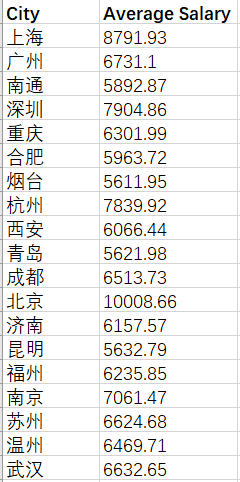 City Average Salary
上海 8791.93
广州 6731.1
南通 5892.87
深圳 7904.86
重庆 6301.99
合肥 5963.72
烟台 5611.95
杭州 7839.92
西安 6066.44
青岛 5621.98
成都 6513.73
北京 10008.66
济南 6157.57
昆明 5632.79
福州 6235.85
南京 7061.47
苏州 6624.68
温州 6469.71
武汉 6632.65